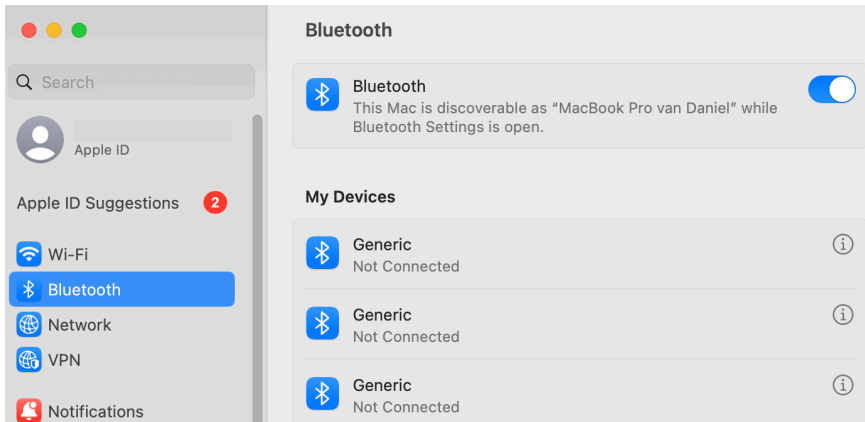 Bluetooth
Search
Apple ID
Apple ID Suggestions 2
Wi-Fi
Bluetooth
Network
VPN
Notifications
Bluetooth
This Mac is discoverable as “MacBook Pro van Daniel” while
Bluetooth Settings is open.
My Devices
Generic
Not Connected
Generic
Not Connected
Generic
Not Connected